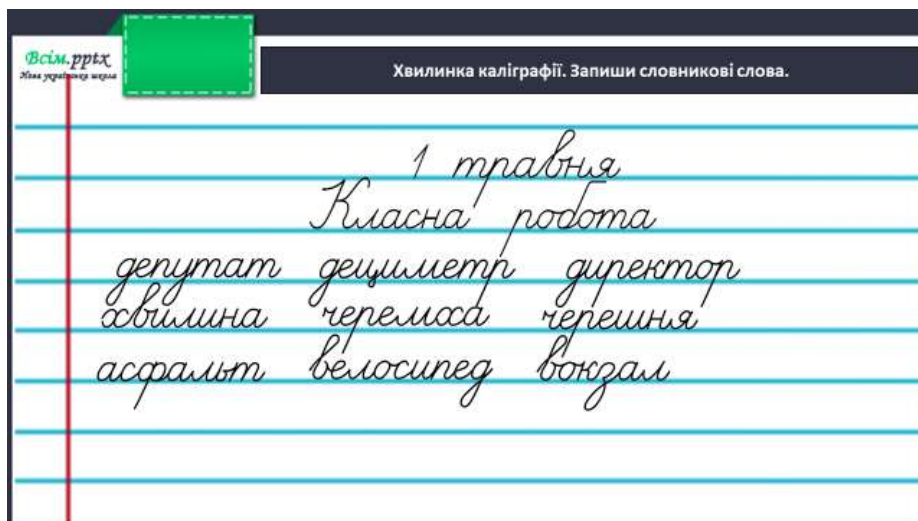 Всім.pptx
Нова українська школа
Хвилинка каліграфії. Запиши словникові слова.
1 травня
Класна робота
депутат дециметр директор
хвилина черемха черешня
асфальт велосипед вокзал